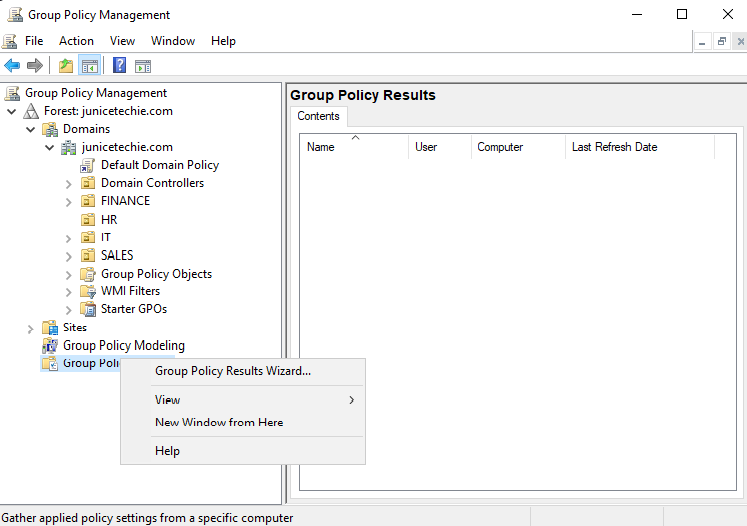 Group Policy Management
File Action View Window Help
Group Policy Management
Forest: junicetechie.com
Domains
junicetechie.com
Default Domain Policy
Domain Controllers
FINANCE
HR
IT
SALES
Group Policy Objects
WMI Filters
Starter GPOs
Sites
Group Policy Modeling
Group Poli
Group Policy Results Wizard...
View
New Window from Here
Help
Group Policy Results
Contents
Name User Computer Last Refresh Date
Gather applied policy settings from a specific computer